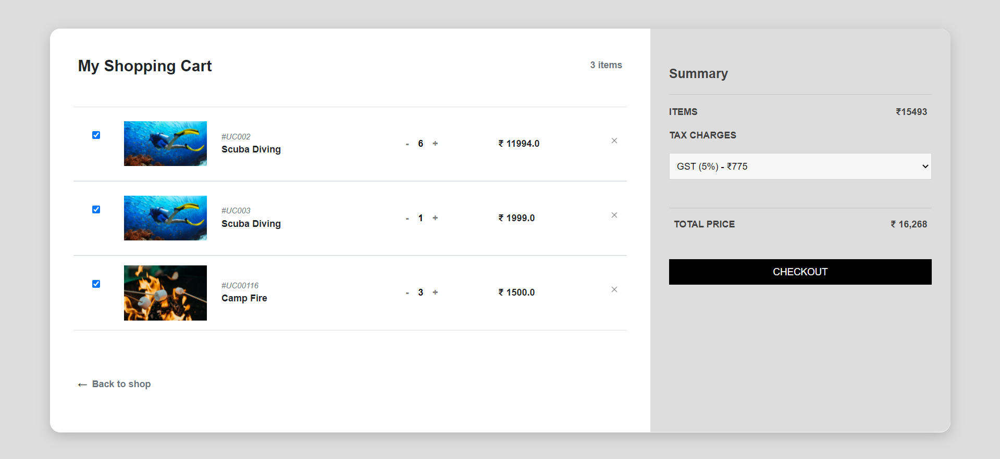 My Shopping Cart
3 items
#UC002
Scuba Diving
- 6 +
₹ 11994.0
×
#UC003
Scuba Diving
- 1 +
₹ 1999.0
×
#UC00116
Camp Fire
- 3 +
₹ 1500.0
×
← Back to shop
Summary
ITEMS ₹15493
TAX CHARGES
GST (5%) - ₹775
TOTAL PRICE ₹ 16,268
CHECKOUT